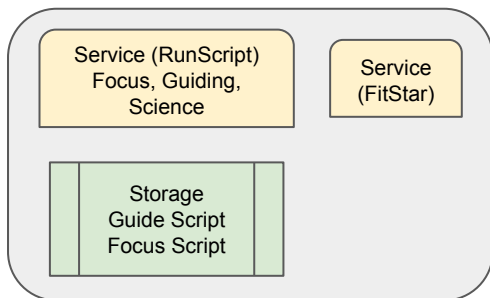 Service (RunScript)
Focus, Guiding,
Science
Service
(FitStar)
Storage
Guide Script
Focus Script